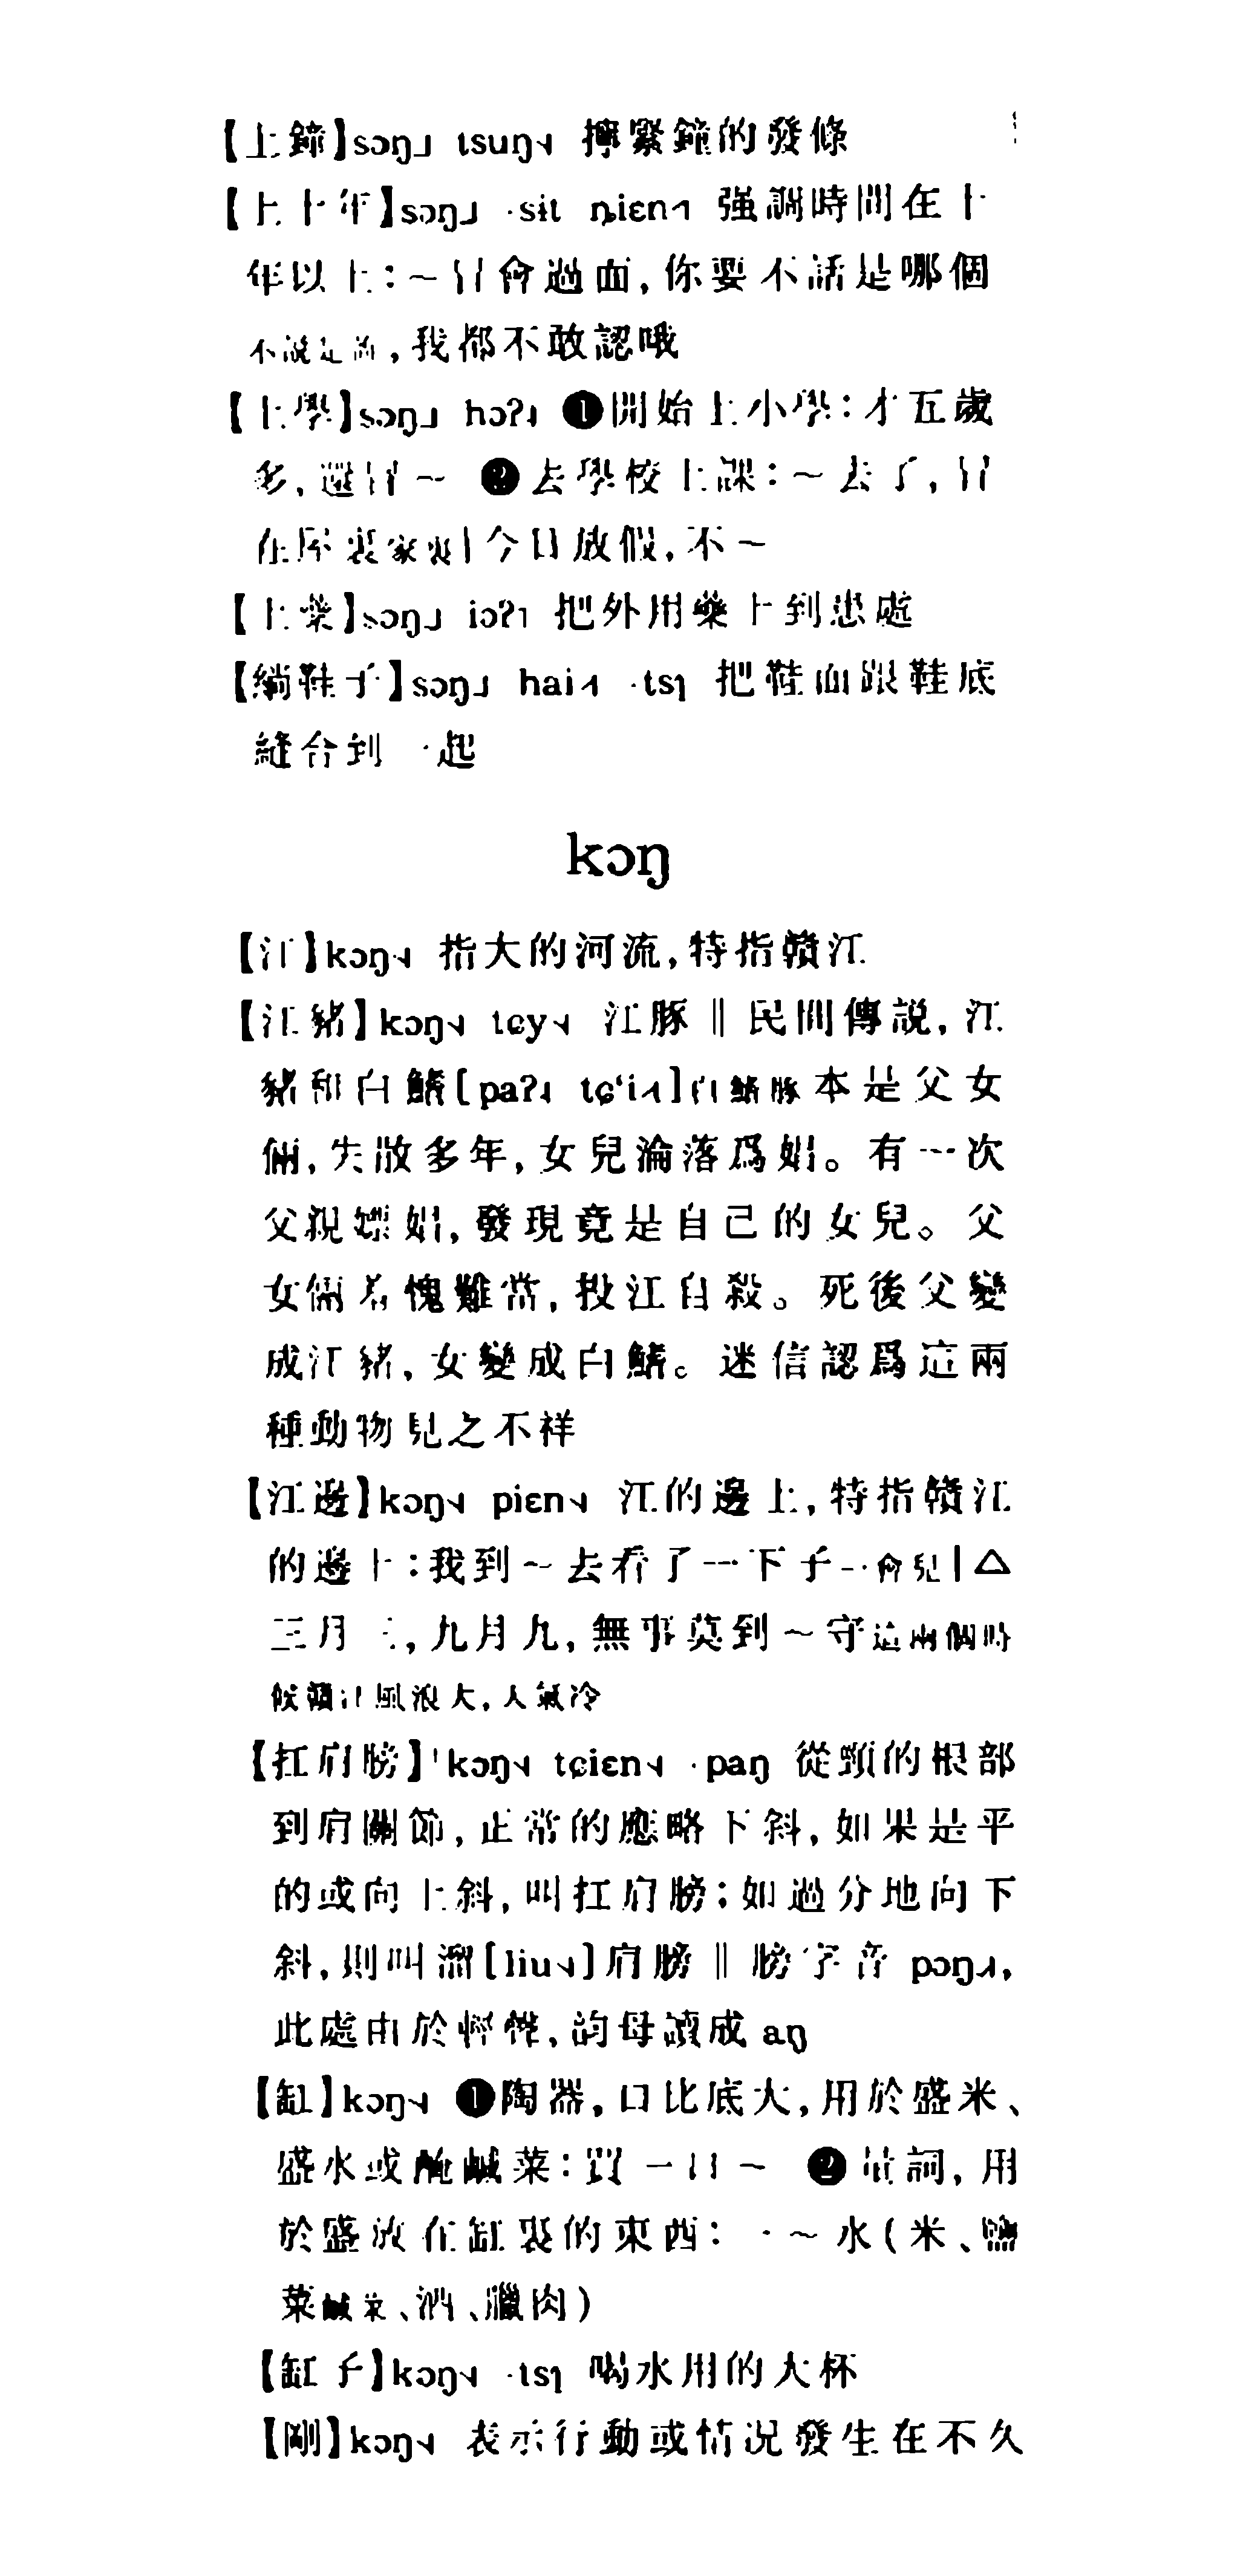 【上鐘】sɔŋ˩ tsuŋ˧ 擰緊鐘的發條
【上十年】sɔŋ˩ ·sit ȵiɛn˧ 强調時間在十
年以上：～冇會過面，你要不話是哪個
不說是誰，我都不敢認哦
【上學】sɔŋ˩ hɔʔ˩ ❶開始上小學：才五歲
多，還冇～ ❷去學校上課：～去了，冇
在屋裏家裏｜今日放假，不～
【上藥】sɔŋ˩ iɔʔ˥ 把外用藥上到患處
【緔鞋子】sɔŋ˩ hai˧ ·tsɿ 把鞋面跟鞋底
縫合到一起
kɔŋ
【江】kɔŋ˧ 指大的河流，特指贛江
【江豬】kɔŋ˧ tɕy˧ 江豚‖民間傳説，江
豬和白鰭[paʔ˩ tɕ‘i˧]白鰭豚本是父女
倆，失散多年，女兒淪落爲娼。有一次
父親嫖娼，發現竟是自己的女兒。父
女倆羞愧難當，投江自殺。死後父變
成江豬，女變成白鰭。迷信認爲這兩
種動物見之不祥
【江邊】kɔŋ˧ piɛn˧ 江的邊上，特指贛江
的邊上：我到～去看了一下子一會兒｜△
三月三，九月九，無事莫到～守這兩個時
候贛江風浪大，人氣冷
【扛肩膀】kɔŋ˧ tɕiɛn˧ ·paŋ 從頸的根部
到肩關節，正常的應略下斜，如果是平
的或向上斜，叫扛肩膀；如過分地向下
斜，則叫溜[liu˧]肩膀‖膀字音 pɔŋ˧，
此處由於輕聲，韵母讀成 aŋ
【缸】kɔŋ˧ ❶陶器，口比底大，用於盛米、
盛水或醃鹹菜：買一口～ ❷量詞，用
於盛放在缸裏的東西：一～水（米、鹽
菜鹹菜、酒、臘肉）
【缸子】kɔŋ˧ ·tsɿ 喝水用的大杯
【剛】kɔŋ˧ 表示行動或情况發生在不久